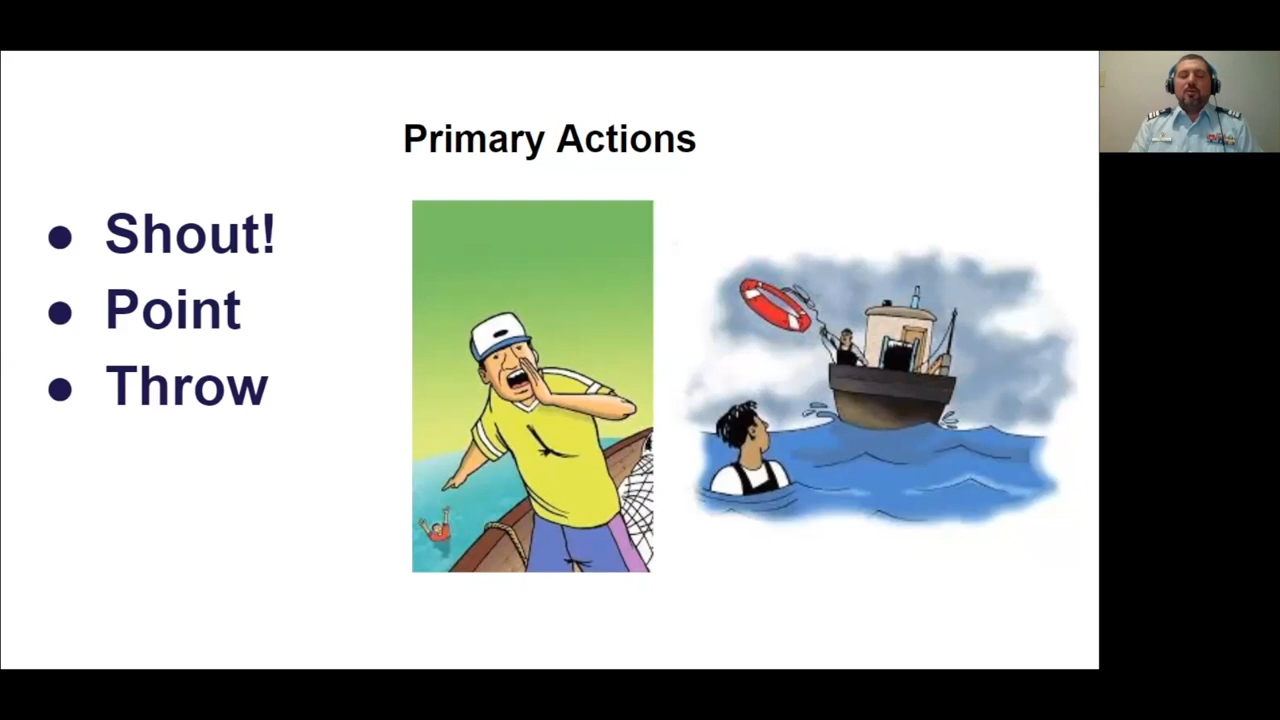 Primary Actions
● Shout!
● Point
● Throw